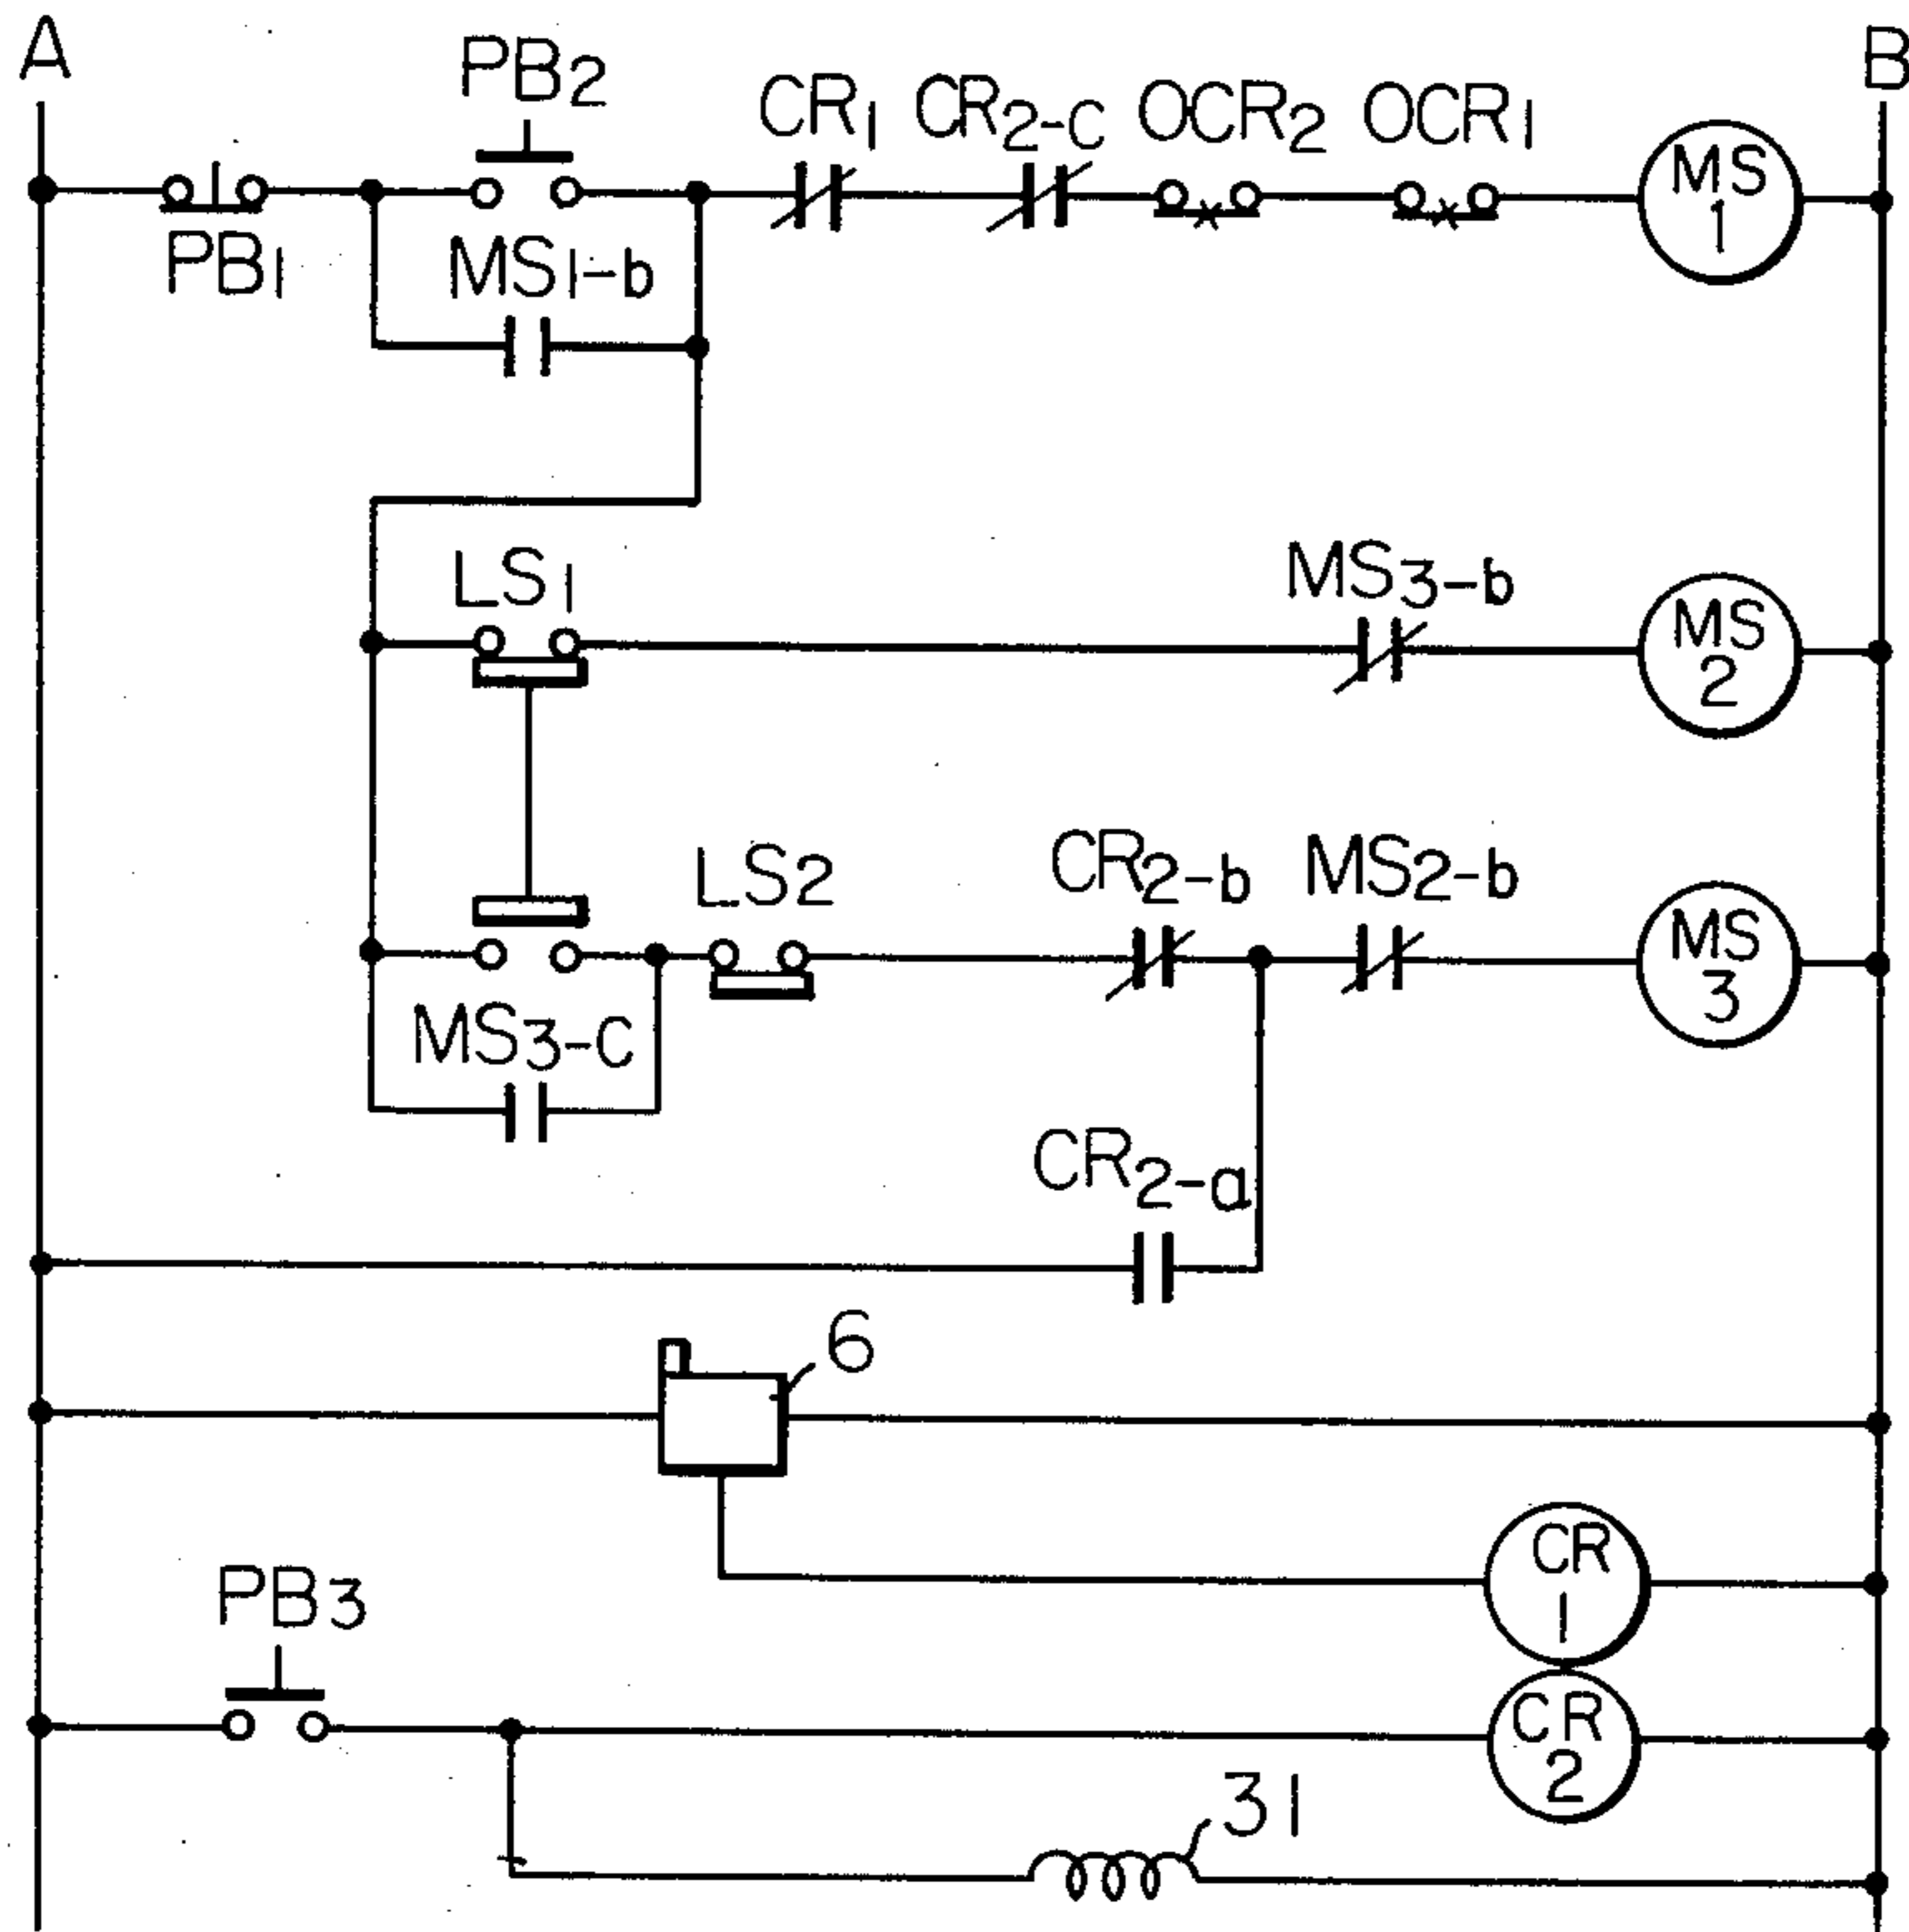 A
B
PB2
CR1
CR2-C
OCR2
OCR1
MS
1
PB1
MS1-b
LS1
MS3-b
MS
2
LS2
CR2-b
MS2-b
MS
3
MS3-C
CR2-a
6
CR
1
PB3
CR
2
31